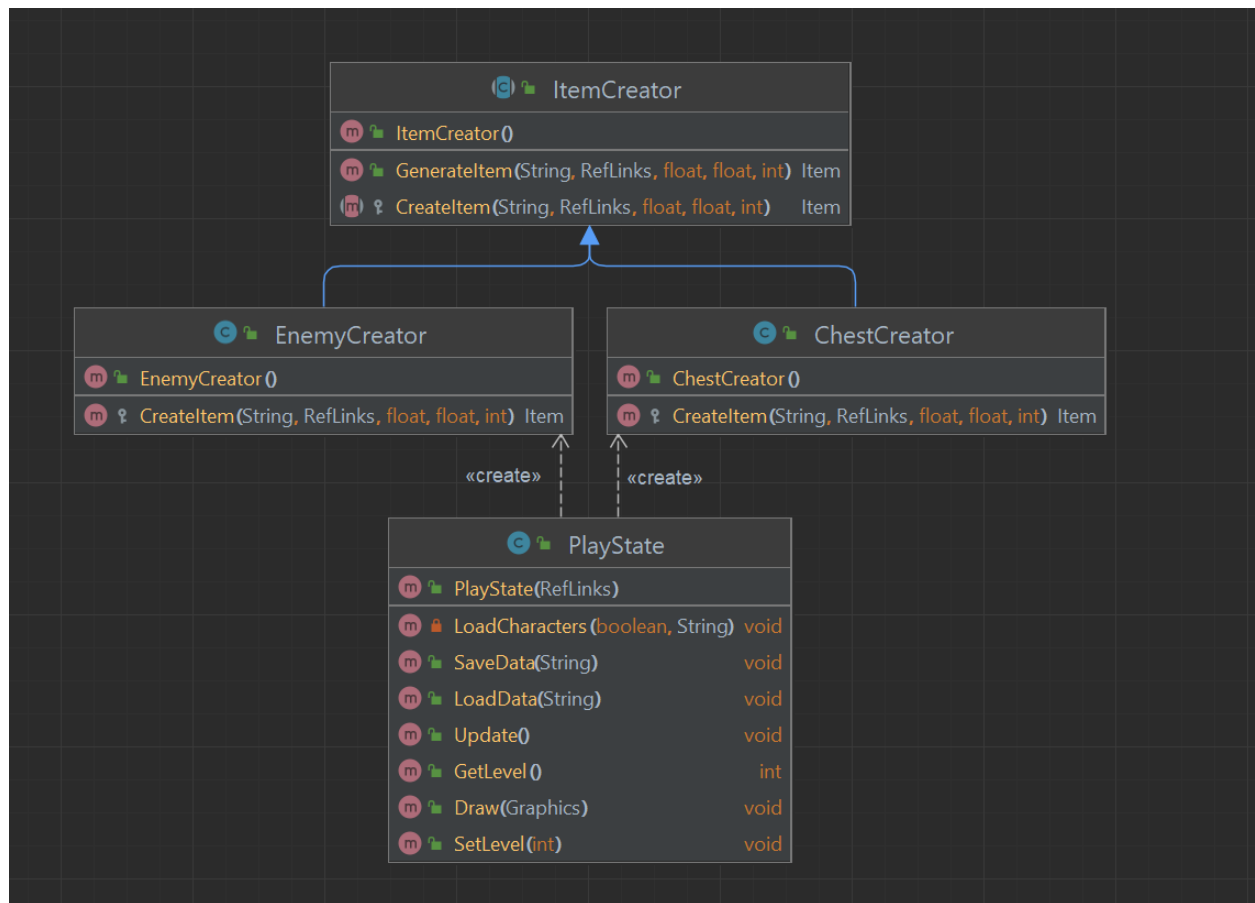 ItemCreator
ItemCreator()
GenerateItem(String, RefLinks, float, float, int) Item
CreateItem(String, RefLinks, float, float, int) Item
EnemyCreator
EnemyCreator()
CreateItem(String, RefLinks, float, float, int) Item
ChestCreator
ChestCreator()
CreateItem(String, RefLinks, float, float, int) Item
«create»
«create»
PlayState
PlayState(RefLinks)
LoadCharacters(boolean, String) void
SaveData(String) void
LoadData(String) void
Update() void
GetLevel() int
Draw(Graphics) void
SetLevel(int) void